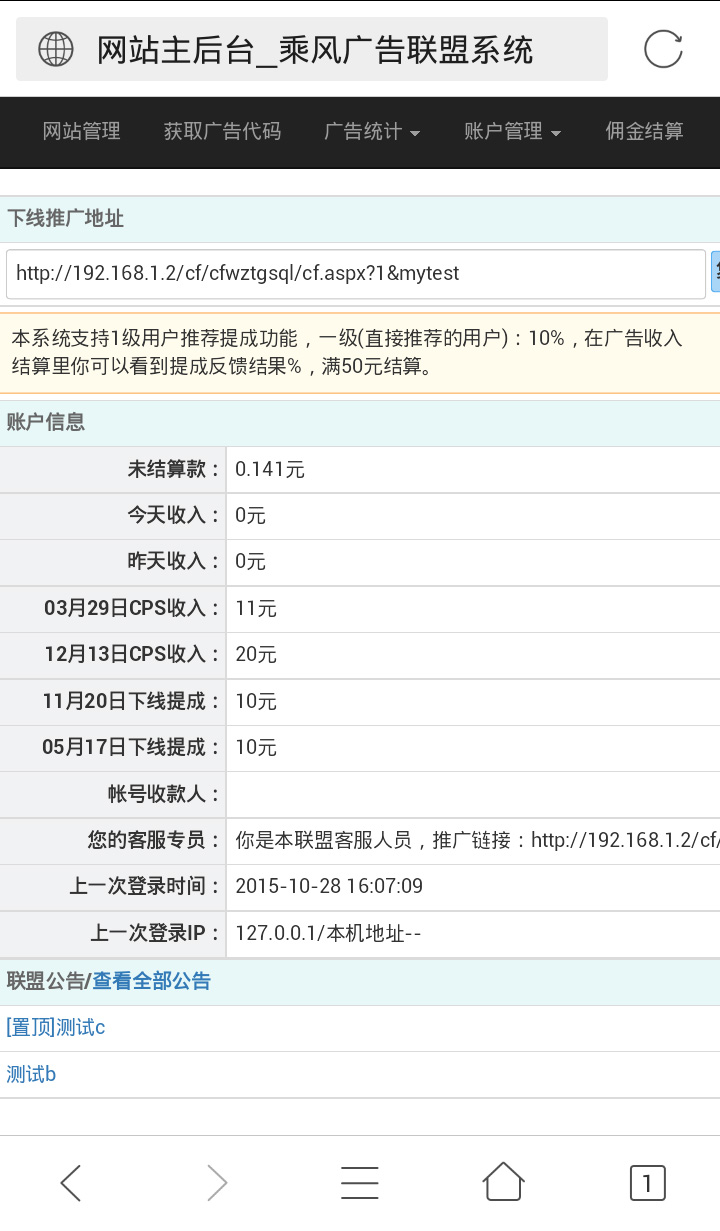 网站主后台_乘风广告联盟系统
网站管理 获取广告代码 广告统计 账户管理 佣金结算
下线推广地址
http://192.168.1.2/cf/cfwztgsql/cf.aspx?1&mytest
本系统支持1级用户推荐提成功能，一级(直接推荐的用)：10%，在广告收入
结算里你可以看到提成反馈结果%，满50元结算。
账户信息
未结算款： 0.141元
今天收入： 0元
昨天收入： 0元
03月29日CPS收入： 11元
12月13日CPS收入： 20元
11月20日下线提成： 10元
05月17日下线提成： 10元
帐号收款人：
您的客服专员： 你是本联盟客服人员，推广链接：http://192.168.1.2/cf/
上一次登录时间： 2015-10-28 16:07:09
上一次登录IP： 127.0.0.1/本机地址--
联盟公告/查看全部公告
[置顶]测试c
测试b
1